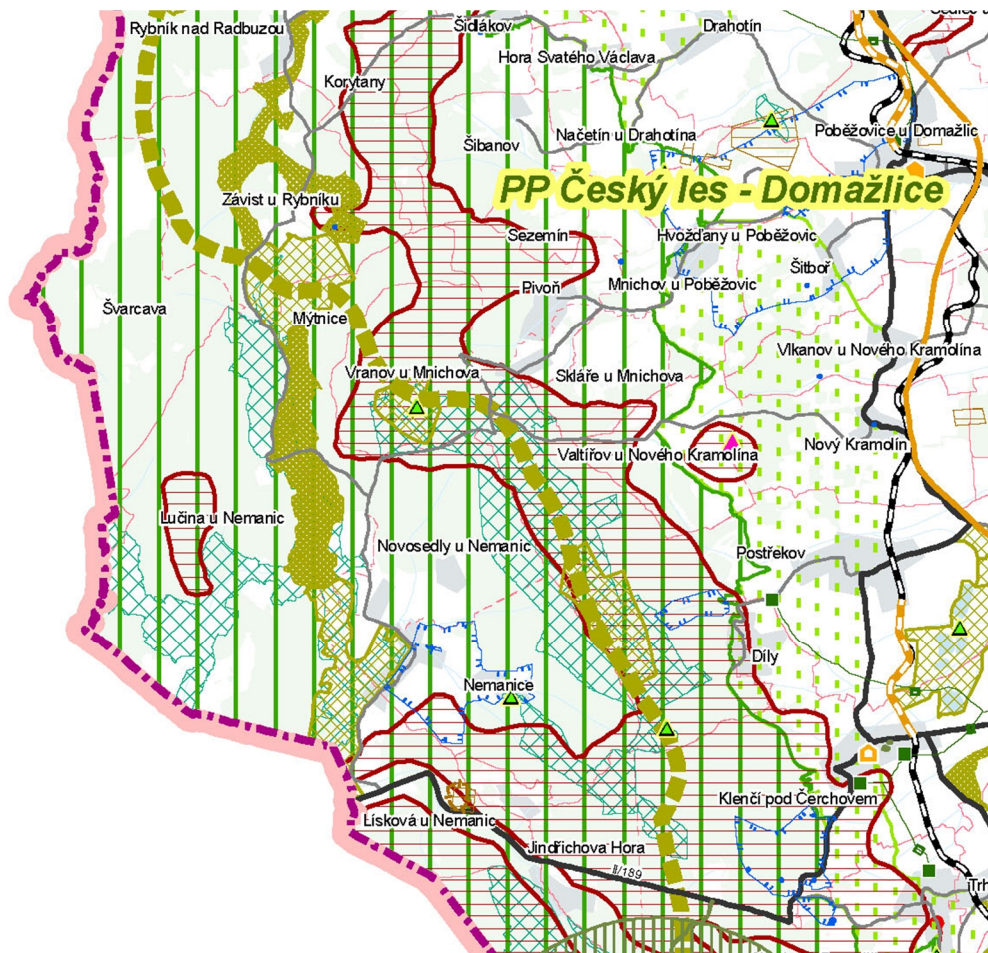 Rybník nad Radbuzou
Šidlákov
Drahotín
Hora Svatého Václava
Korytany
Načetín u Drahotína
Poběžovice u Domažlic
Šibanov
PP Český les - Domažlice
Závist u Rybníku
Sezemín
Hvožďany u Poběžovic
Šitboř
Pivoň
Mnichov u Poběžovic
Švarcava
Mýtnice
Vlkanov u Nového Kramolína
Vranov u Mnichova
Skláře u Mnichova
Nový Kramolín
Valtířov u Nového Kramolína
Lučina u Nemanic
Novosedly u Nemanic
Postřekov
Díly
Nemanice
Klenčí pod Čerchovem
Lísková u Nemanic
Jindřichova Hora
II/189
Trh